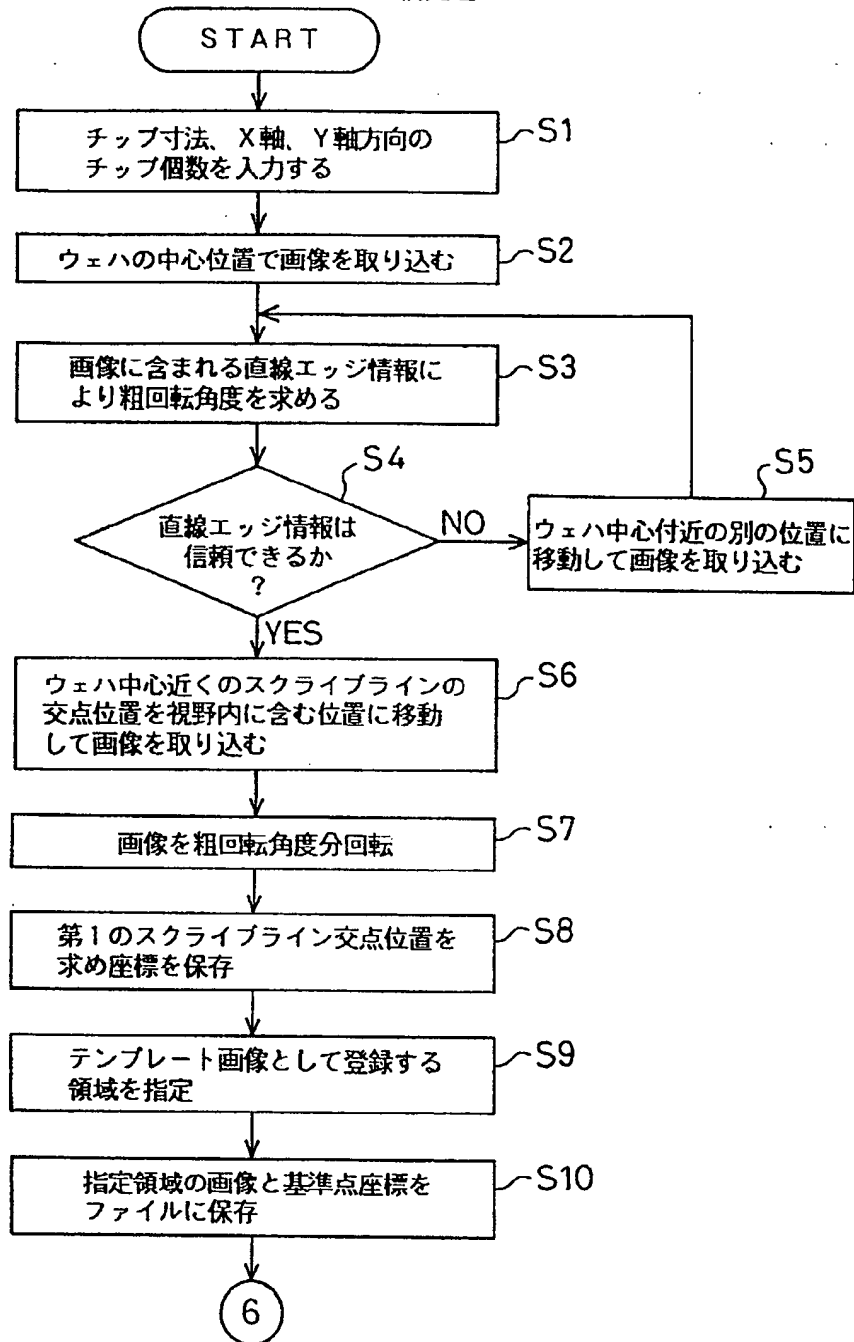 START
チップ寸法、X軸、Y軸方向の
チップ個数を入力する
S1
ウェハの中心位置で画像を取り込む
S2
画像に含まれる直線エッジ情報に
より粗回転角度を求める
S3
S4
直線エッジ情報は
信頼できるか
?
NO
S5
ウェハ中心付近の別の位置に
移動して画像を取り込む
YES
ウェハ中心近くのスクライブラインの
交点位置を視野内に含む位置に移動
して画像を取り込む
S6
画像を粗回転角度分回転
S7
第1のスクライブライン交点位置を
求め座標を保存
S8
テンプレート画像として登録する
領域を指定
S9
指定領域の画像と基準点座標を
ファイルに保存
S10
6